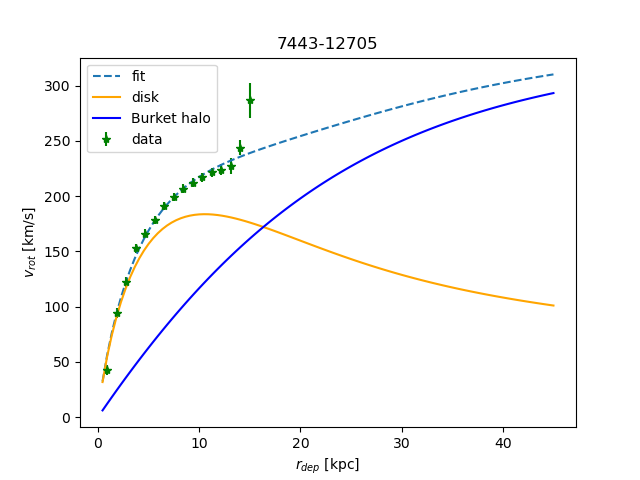 7443-12705
fit
disk
Burket halo
data
300
250
200
150
100
50
0
v_rot [km/s]
0 10 20 30 40
r_dep [kpc]